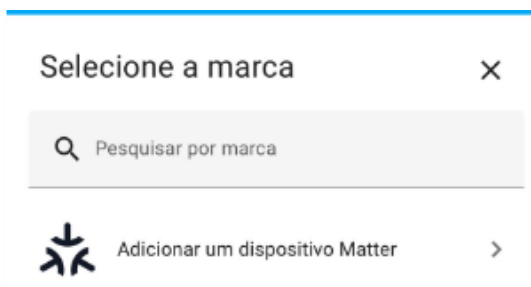 Selecione a marca
Pesquisar por marca
Adicionar um dispositivo Matter